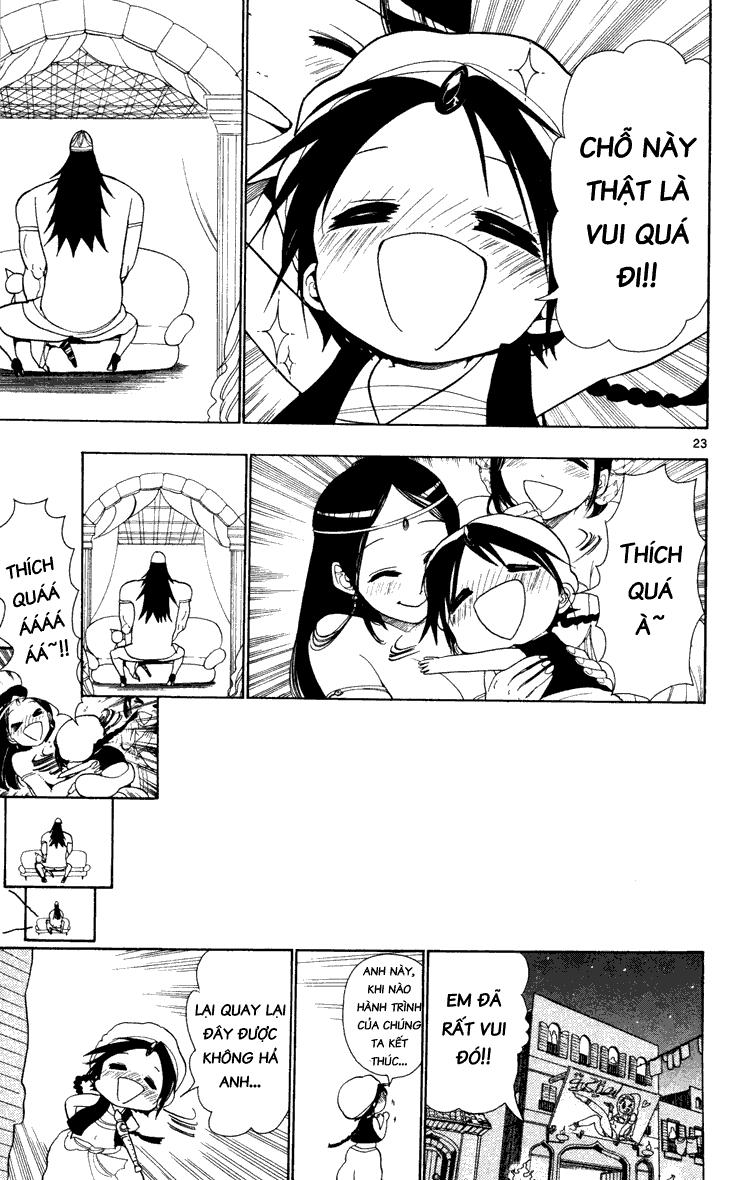 CHỖ NÀY
THẬT LÀ
VUI QUÁ
ĐI!!
23
THÍCH
QUÁ
À~
THÍCH
QUÁÁ
ÁÁÁÁ
ÁÁ~!!
EM ĐÃ
RẤT VUI
ĐÓ!!
ANH NÀY,
KHI NÀO
HÀNH TRÌNH
CỦA CHÚNG
TA KẾT
THÚC...
LẠI QUAY LẠI
ĐÂY ĐƯỢC
KHÔNG HẢ
ANH...